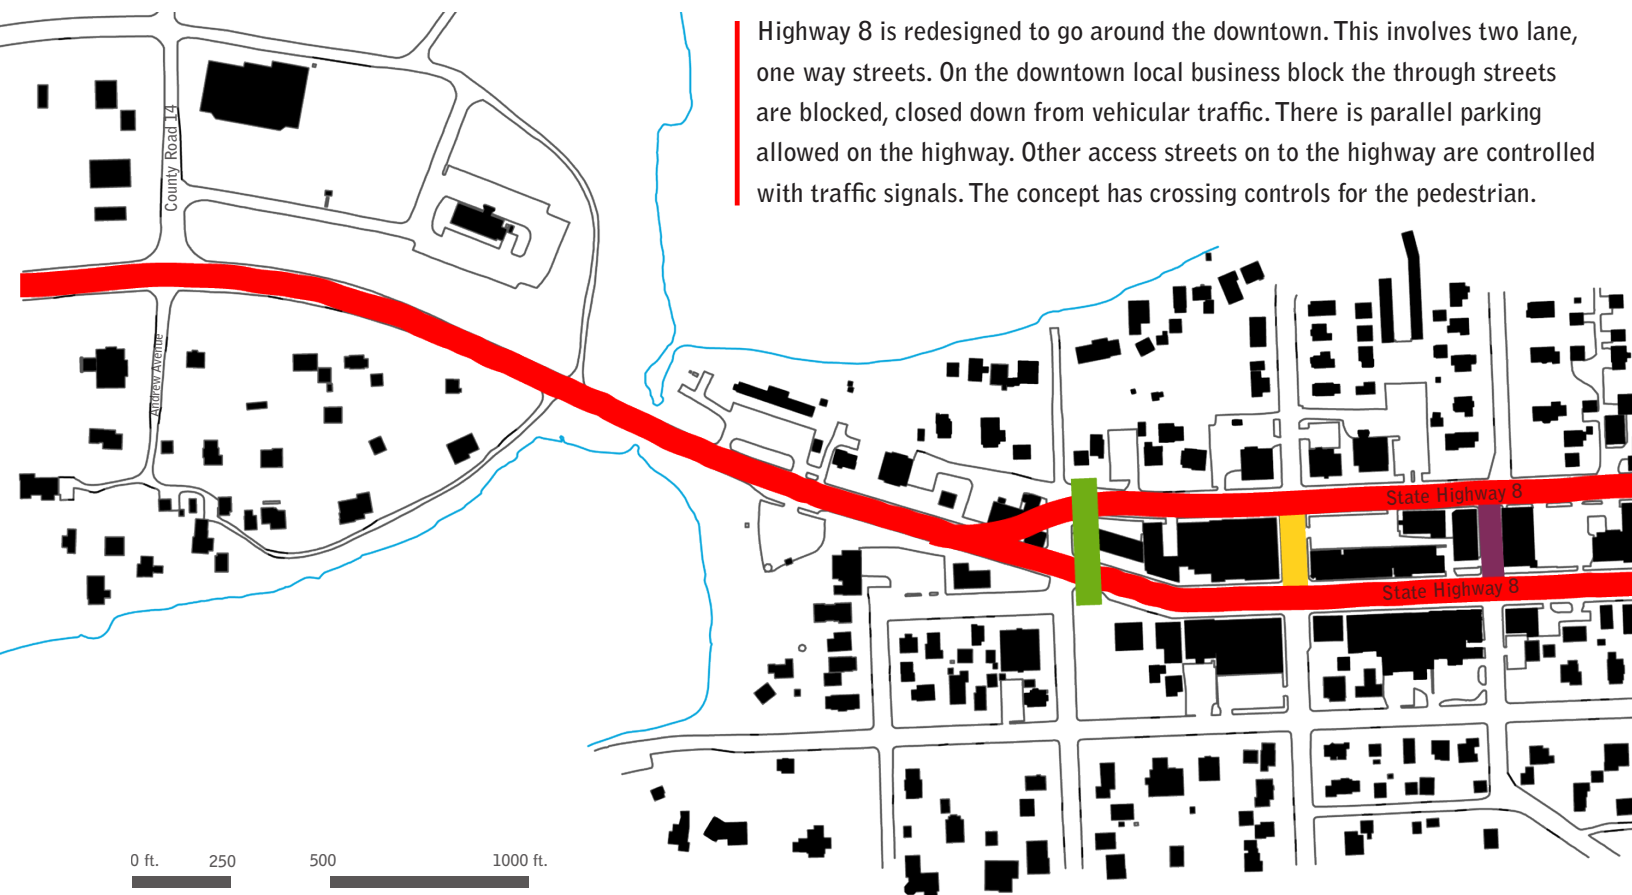 Highway 8 is redesigned to go around the downtown. This involves two lane,
one way streets. On the downtown local business block the through streets
are blocked, closed down from vehicular traffic. There is parallel parking
allowed on the highway. Other access streets on to the highway are controlled
with traffic signals. The concept has crossing controls for the pedestrian.
County Road 14
Andrew Avenue
State Highway 8
State Highway 8
0 ft. 250 500 1000 ft.